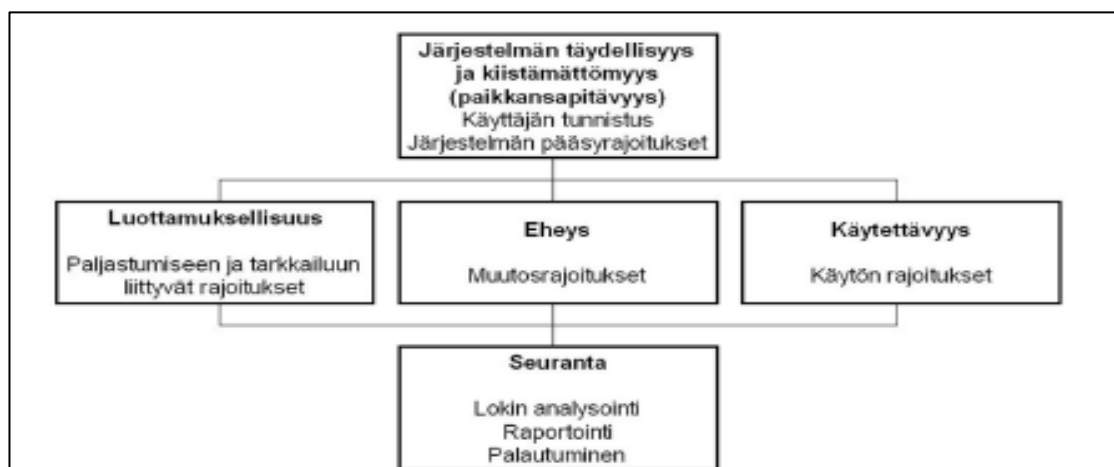 Järjestelmän täydellisyys
ja kiistämättömyys
(paikkansapitävyys)
Käyttäjän tunnistus
Järjestelmän pääsyrajoitukset
Luottamuksellisuus
Paljastumiseen ja tarkkailuun
liittyvät rajoitukset
Eheys
Muutosrajoitukset
Käytettävyys
Käytön rajoitukset
Seuranta
Lokin analysointi
Raportointi
Palautuminen